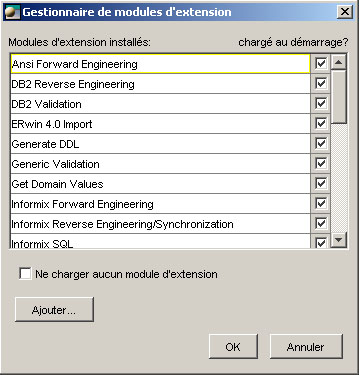 Gestionnaire de modules d'extension
Modules d'extension installés: chargé au démarrage?
Ansi Forward Engineering
DB2 Reverse Engineering
DB2 Validation
ERwin 4.0 Import
Generate DDL
Generic Validation
Get Domain Values
Informix Forward Engineering
Informix Reverse Engineering/Synchronization
Informix SQL
Ne charger aucun module d'extension
Ajouter...
OK Annuler